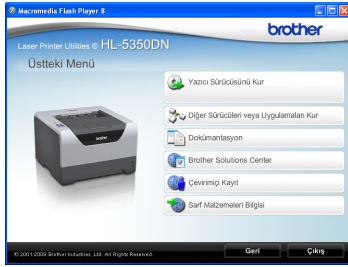 Macromedia Flash Player 8
brother
Laser Printer Utilities @ HL-5350DN
Üstteki Menü
Yazıcı Sürücüsünü Kur
Diğer Sürücüleri veya Uygulamaları Kur
Dokümantasyon
Brother Solutions Center
Çevirimiçi Kayıt
Sarf Malzemeleri Bilgisi
brother
© 2001-2008 Brother Industries, Ltd. All Rights Reserved.
Geri
Çıkış